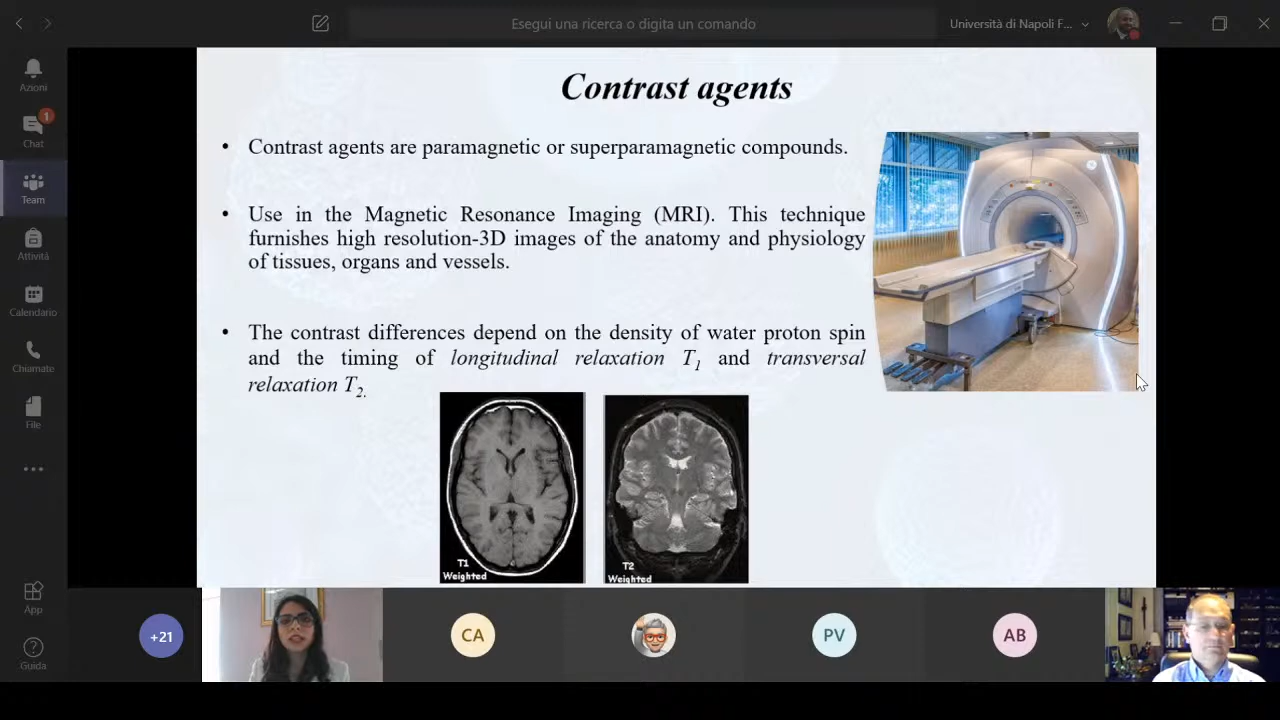 Esegui una ricerca o digita un comando
Università di Napoli F...
Azioni
1
Chat
Team
Attività
Calendario
Chiamate
File
App
Guida
Contrast agents
• Contrast agents are paramagnetic or superparamagnetic compounds.
• Use in the Magnetic Resonance Imaging (MRI). This technique
furnishes high resolution-3D images of the anatomy and physiology
of tissues, organs and vessels.
• The contrast differences depend on the density of water proton spin
and the timing of longitudinal relaxation T1 and transversal
relaxation T2.
T1
Weighted
T2
Weighted
+21
CA
PV
AB